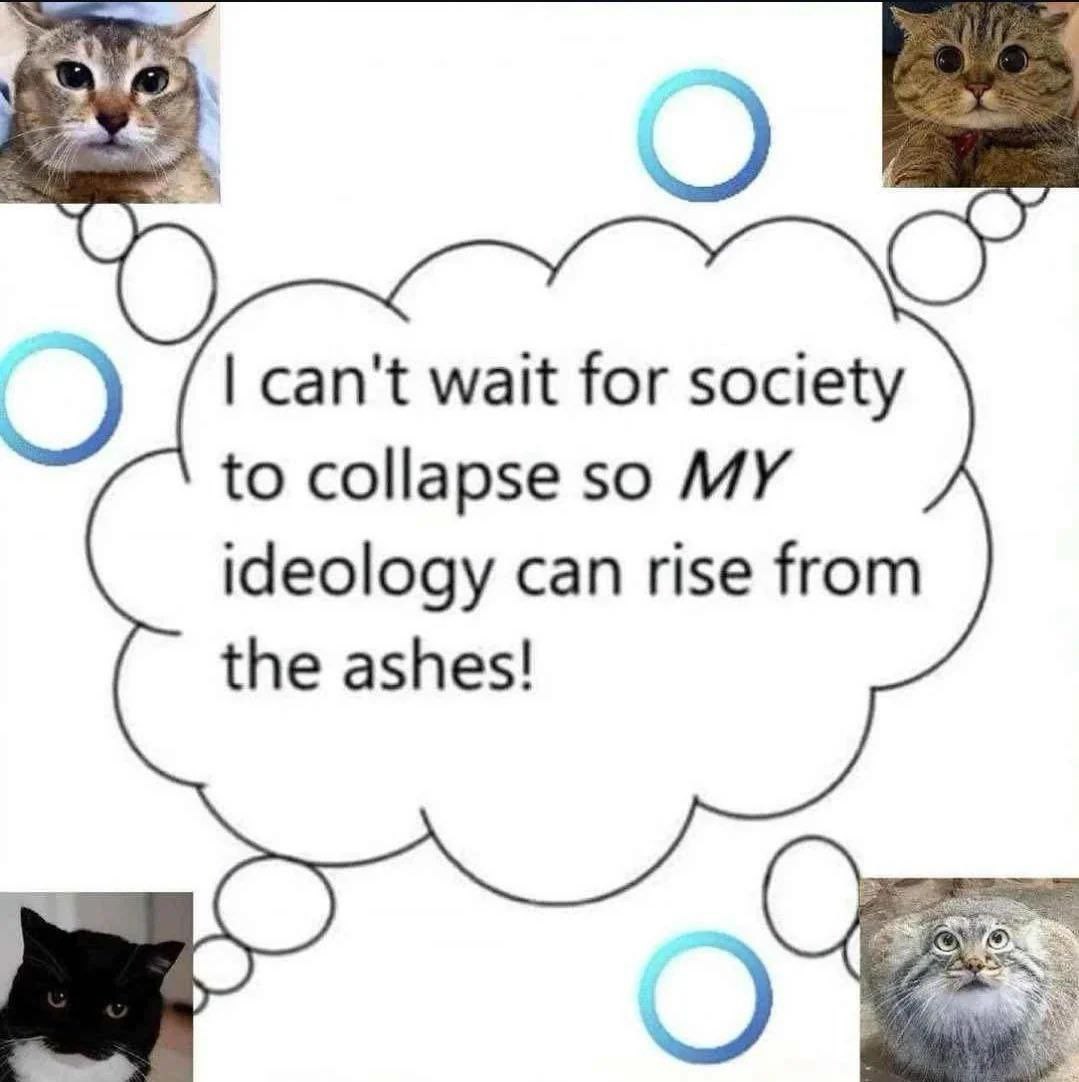 I can't wait for society
to collapse so MY
ideology can rise from
the ashes!